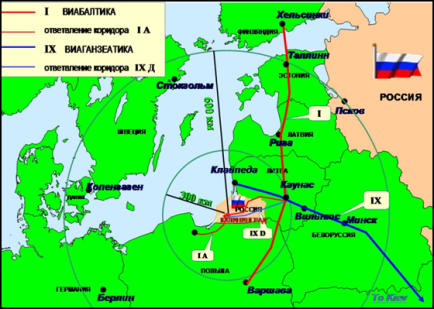 I ВИАБАЛТИКА
ответвление коридора I А
IX ВИАГАНЗЕАТИКА
ответвление коридора IX Д
Хельсинки
ФИНЛЯНДИЯ
Таллинн
ЭСТОНИЯ
РОССИЯ
Стокгольм
600 км
Псков
I
ШВЕЦИЯ
ЛАТВИЯ
Рига
Клайпеда
ЛИТВА
Копенгаген
ДАНИЯ
300 км
Каунас
РОССИЯ
КАЛИНИНГРАД
IX
Вильнюс
Минск
IX D
БЕЛОРУССИЯ
I А
ПОЛЬША
ГЕРМАНИЯ
Берлин
Варшава
To Kiev